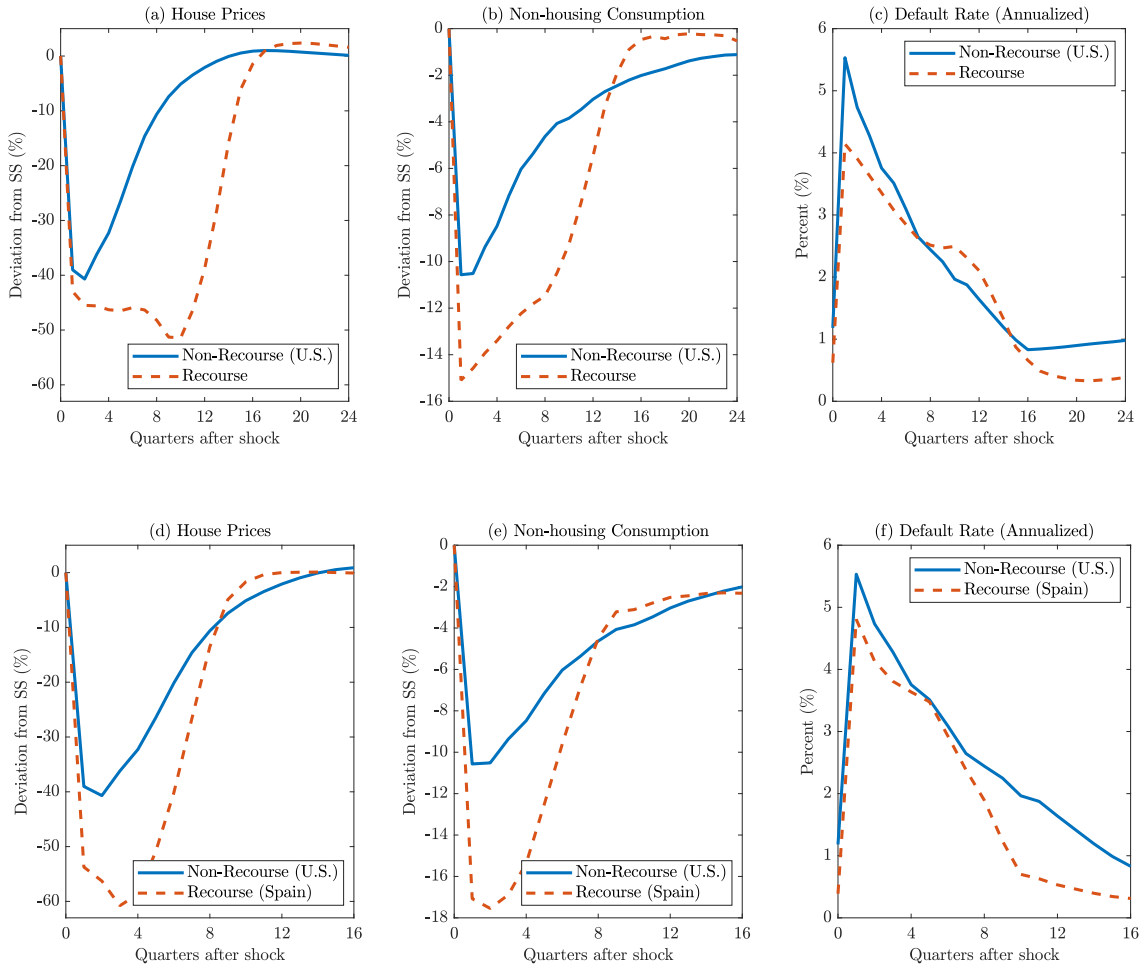 (a) House Prices
Deviation from SS (%)
0
-10
-20
-30
-40
-50
-60
Non-Recourse (U.S.)
Recourse
0 4 8 12 16 20 24
Quarters after shock
(b) Non-housing Consumption
Deviation from SS (%)
0
-2
-4
-6
-8
-10
-12
-14
-16
Non-Recourse (U.S.)
Recourse
0 4 8 12 16 20 24
Quarters after shock
(c) Default Rate (Annualized)
Percent (%)
6
5
4
3
2
1
0
Non-Recourse (U.S.)
Recourse
0 4 8 12 16 20 24
Quarters after shock
(d) House Prices
Deviation from SS (%)
0
-10
-20
-30
-40
-50
-60
Non-Recourse (U.S.)
Recourse (Spain)
0 4 8 12 16
Quarters after shock
(e) Non-housing Consumption
Deviation from SS (%)
0
-2
-4
-6
-8
-10
-12
-14
-16
-18
Non-Recourse (U.S.)
Recourse (Spain)
0 4 8 12 16
Quarters after shock
(f) Default Rate (Annualized)
Percent (%)
6
5
4
3
2
1
0
Non-Recourse (U.S.)
Recourse (Spain)
0 4 8 12 16
Quarters after shock